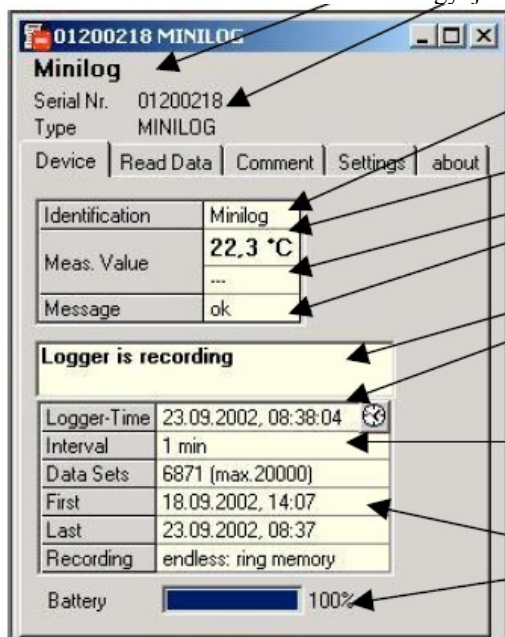 01200218 MINILOG
Minilog
Serial Nr. 01200218
Type MINILOG
Device Read Data Comment Settings about
Identification Minilog
Meas. Value 22,3 °C
---
Message ok
Logger is recording
Logger-Time 23.09.2002, 08:38:04
Interval 1 min
Data Sets 6871 (max.20000)
First 18.09.2002, 14:07
Last 23.09.2002, 08:37
Recording endless: ring memory
Battery 100%